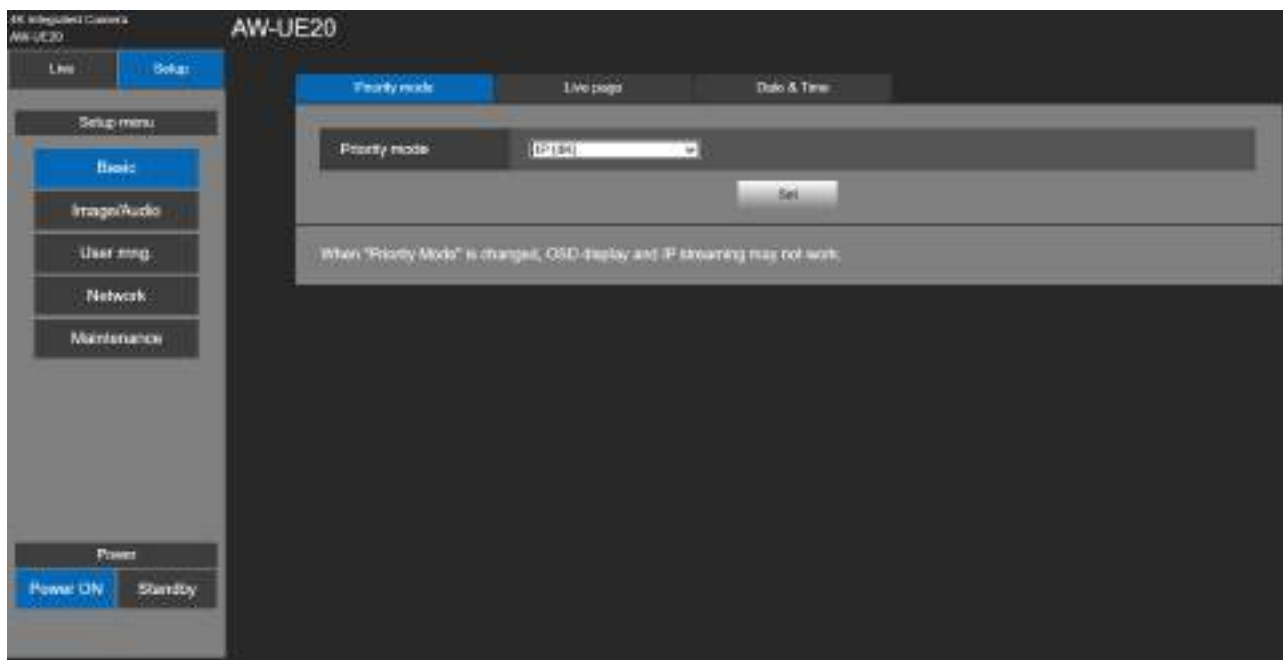 4K Integrated Camera
AW-UE20
AW-UE20
Live
Setup
Priority mode
Live page
Date & Time
Setup menu
Priority mode
IP(4K)
Basic
Set
Image/Audio
User mng.
When "Priority Mode" is changed, OSD display and IP streaming may not work.
Network
Maintenance
Power
Power ON
Standby